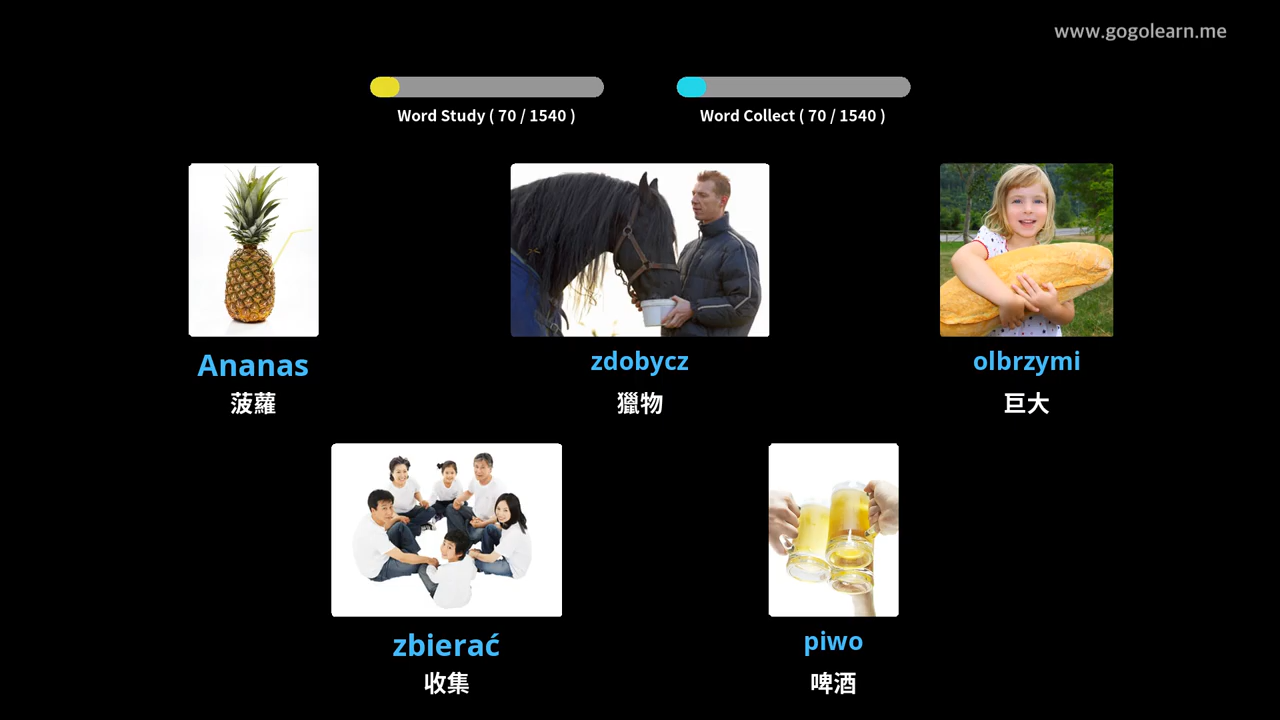 www.gogolearn.me
Word Study ( 70 / 1540 )
Word Collect ( 70 / 1540 )
Ananas
菠蘿
zdobycz
獵物
olbrzymi
巨大
zbierać
收集
piwo
啤酒